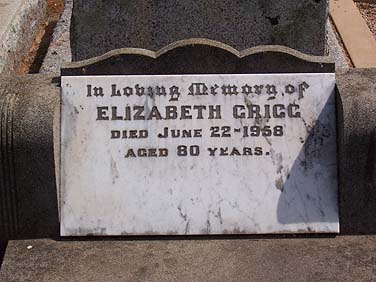 In Loving Memory of
ELIZABETH GRIGG
DIED JUNE 22-1958
AGED 80 YEARS.